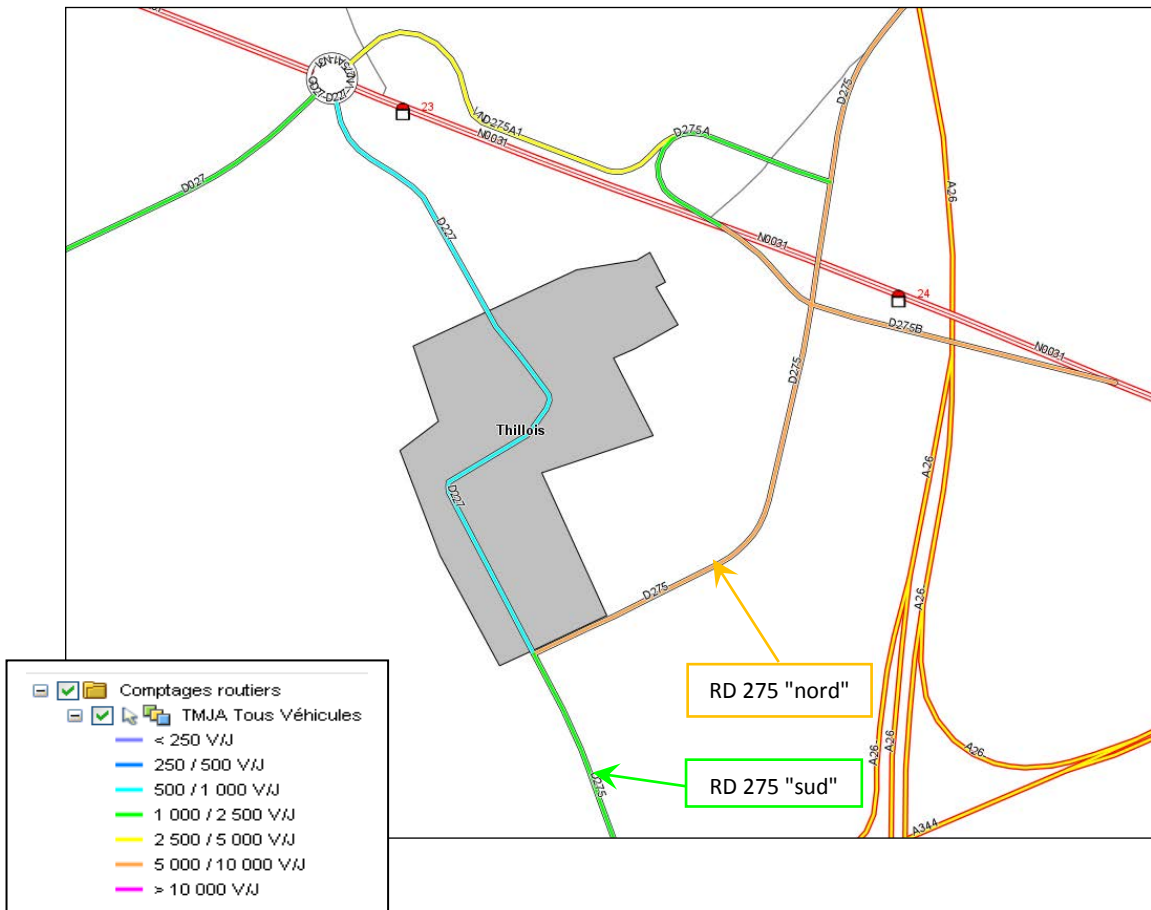 23
N0031
D275A1
D275A
D275
A26
D027
D227
N0031
24
D275B
N0031
D275
Thillois
A26
D227
A26
D275
RD 275 "nord"
A26
A26
D275
RD 275 "sud"
A344
Comptages routiers
TMJA Tous Véhicules
< 250 V/J
250 / 500 V/J
500 / 1 000 V/J
1 000 / 2 500 V/J
2 500 / 5 000 V/J
5 000 / 10 000 V/J
> 10 000 V/J